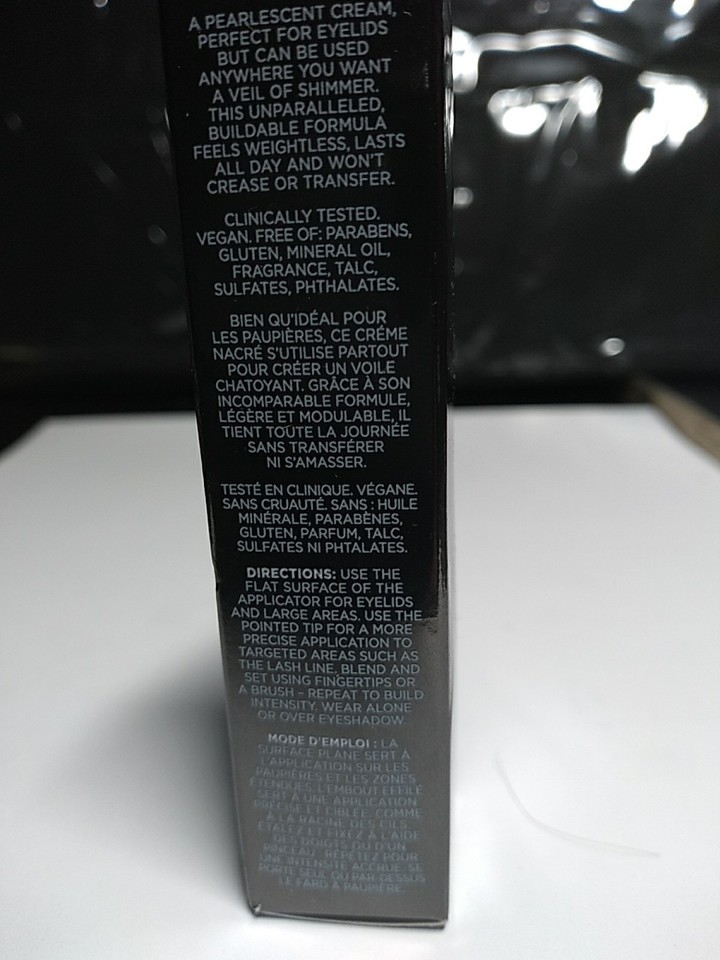 A PEARLESCENT CREAM,
PERFECT FOR EYELIDS
BUT CAN BE USED
ANYWHERE YOU WANT
A VEIL OF SHIMMER.
THIS UNPARALLELED,
BUILDABLE FORMULA
FEELS WEIGHTLESS, LASTS
ALL DAY AND WON'T
CREASE OR TRANSFER.
CLINICALLY TESTED.
VEGAN. FREE OF: PARABENS,
GLUTEN, MINERAL OIL,
FRAGRANCE, TALC,
SULFATES, PHTHALATES.
BIEN QU'IDÉAL POUR
LES PAUPIÈRES, CE CRÉME
NACRÉ S'UTILISE PARTOUT
POUR CRÉER UN VOILE
CHATOYANT. GRÂCE À SON
INCOMPARABLE FORMULE,
LÉGÈRE ET MODULABLE, IL
TIENT TOUTE LA JOURNÉE
SANS TRANSFÉRER
NI S'AMASSER.
TESTÉ EN CLINIQUE. VÉGANE.
SANS CRUAUTÉ. SANS : HUILE
MINÉRALE, PARABÈNES,
GLUTEN, PARFUM, TALC,
SULFATES NI PHTALATES.
DIRECTIONS: USE THE
FLAT SURFACE OF THE
APPLICATOR FOR EYELIDS
AND LARGE AREAS. USE THE
POINTED TIP FOR A MORE
PRECISE APPLICATION TO
TARGETED AREAS SUCH AS
THE LASH LINE. BLEND AND
SET USING FINGERTIPS OR
A BRUSH – REPEAT TO BUILD
INTENSITY. WEAR ALONE
OR OVER EYESHADOW.
MODE D'EMPLOI : LA
SURFACE PLANE SERT À
L'APPLICATION SUR LES
PAUPIÈRES ET LES ZONES
ÉTENDUES. L'EMBOUT EFFILÉ
SERT À UNE APPLICATION
PRÉCISE ET CIBLÉE, COMME
À LA RACINE DES CILS.
ÉTALEZ ET FIXEZ À L'AIDE
DES DOIGTS OU D'UN
PINCEAU . RÉPÉTEZ POUR
UNE INTENSITÉ ACCRUE. SE
PORTE SEUL OU PAR-DESSUS
LE FARD À PAUPIÈRE.